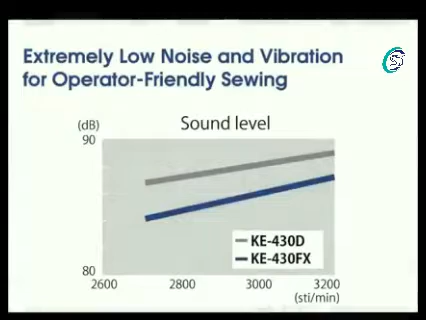 Extremely Low Noise and Vibration
for Operator-Friendly Sewing
S
(dB)
Sound level
90
KE-430D
KE-430FX
80
2600 2800 3000 3200
(sti/min)